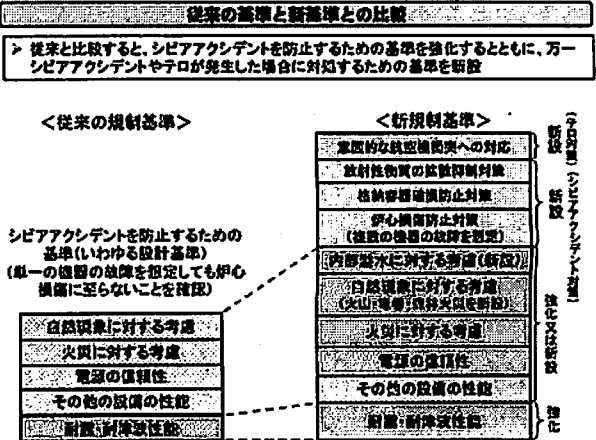 従来の基準と新基準との比較
➢ 従来と比較すると、シビアアクシデントを防止するための基準を強化するとともに、万一
シビアアクシデントやテロが発生した場合に対処するための基準を新設
<従来の規制基準>
シビアアクシデントを防止するための
基準(いわゆる設計基準)
(単一の機器の故障を想定しても炉心
損傷に至らないことを確認)
自然現象に対する考慮
火災に対する考慮
電源の信頼性
その他の設備の性能
耐震・耐津波性能
<新規制基準>
意図的な航空機衝突への対応
放射性物質の拡散抑制対策
格納容器破損防止対策
炉心損傷防止対策
(複数の機器の故障を想定)
内部溢水に対する考慮(新設)
自然現象に対する考慮
(火山・竜巻・森林火災を新設)
火災に対する考慮
電源の信頼性
その他の設備の性能
耐震・耐津波性能
新設
(テロ対策)
新設
(シビアアクシデント対策)
強化又は新設
強化